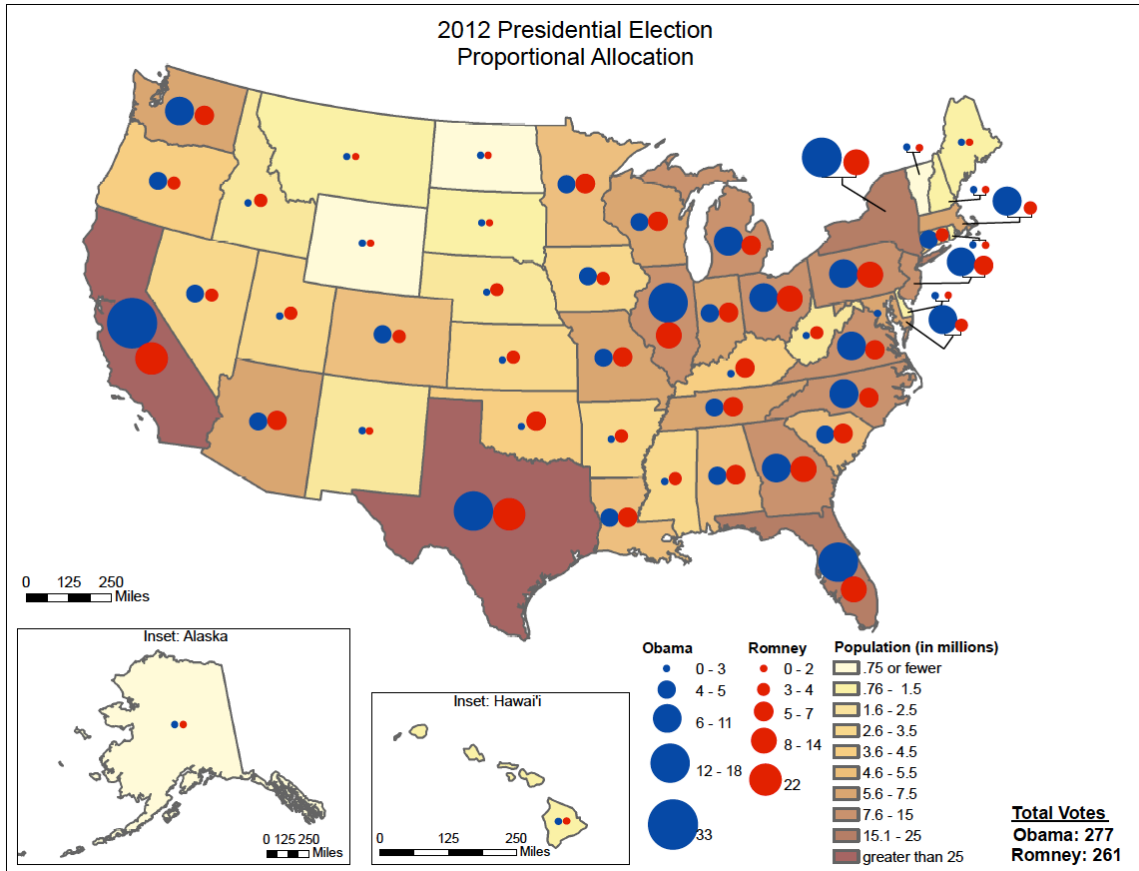 2012 Presidential Election
Proportional Allocation
0 125 250
Miles
Inset: Alaska
0 125 250
Miles
Inset: Hawai'i
0 125 250
Miles
Obama
0 - 3
4 - 5
6 - 11
12 - 18
33
Romney
0 - 2
3 - 4
5 - 7
8 - 14
22
Population (in millions)
.75 or fewer
.76 - 1.5
1.6 - 2.5
2.6 - 3.5
3.6 - 4.5
4.6 - 5.5
5.6 - 7.5
7.6 - 15
15.1 - 25
greater than 25
Total Votes
Obama: 277
Romney: 261